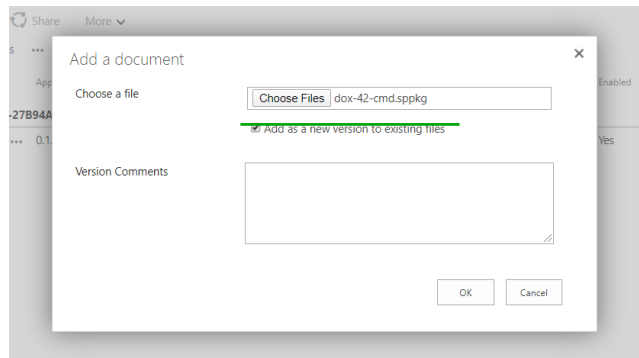 Share More
s ...
Add a document
App
Enabled
Choose a file
Choose Files dox-42-cmd.sppkg
-27B94A
Add as a new version to existing files
... 0.1.
Yes
Version Comments
OK Cancel